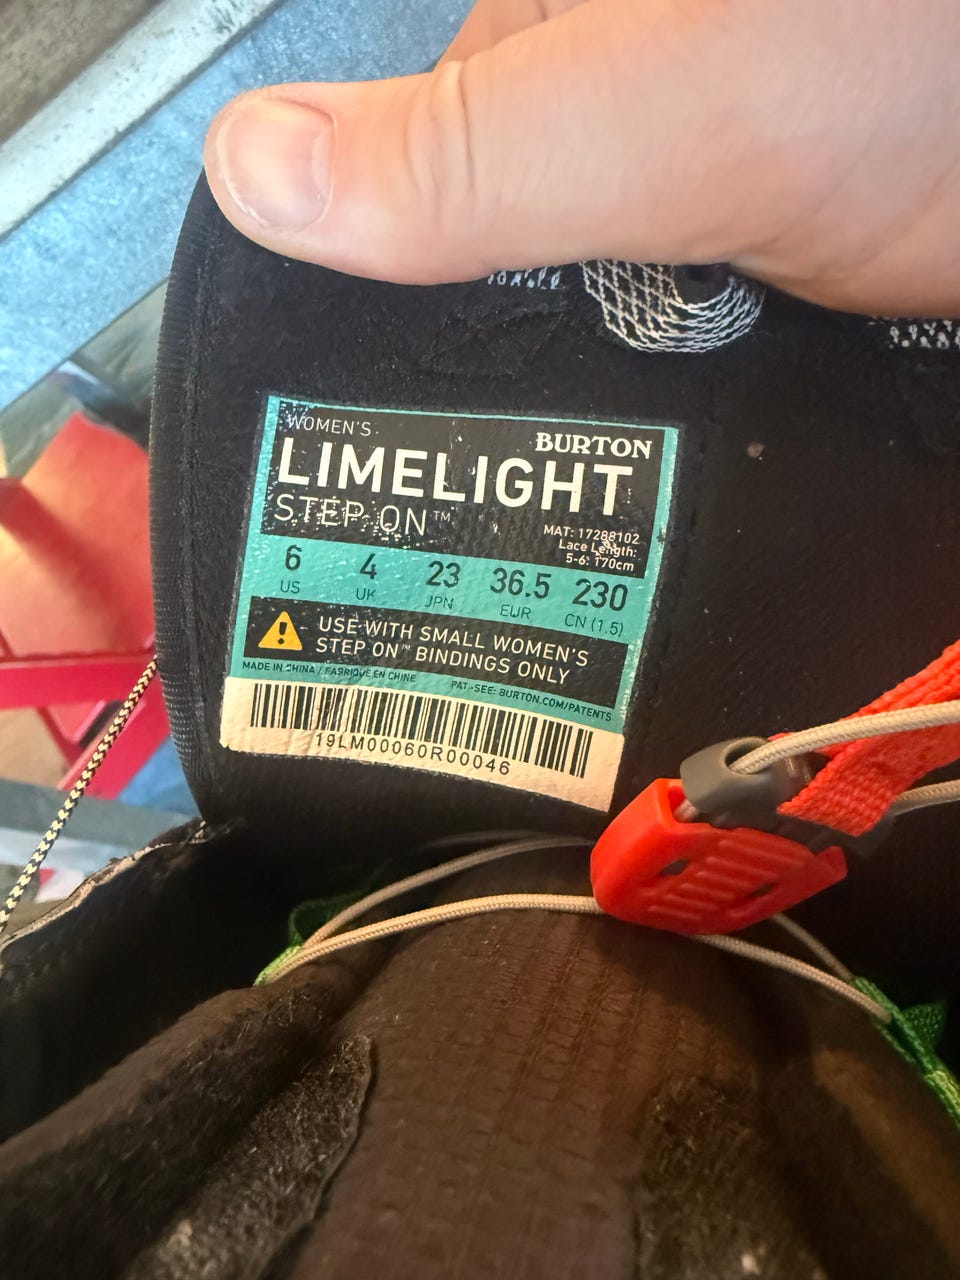 WOMEN'S
BURTON
LIMELIGHT
STEP ON™
MAT: 17288102
Lace Length:
5-6: 170cm
6 4 23 36.5 230
US UK JPN EUR CN (1.5)
USE WITH SMALL WOMEN'S
STEP ON™ BINDINGS ONLY
MADE IN CHINA / FABRIQUÉ EN CHINE PAT.-SEE: BURTON.COM/PATENTS
19LM00060R00046